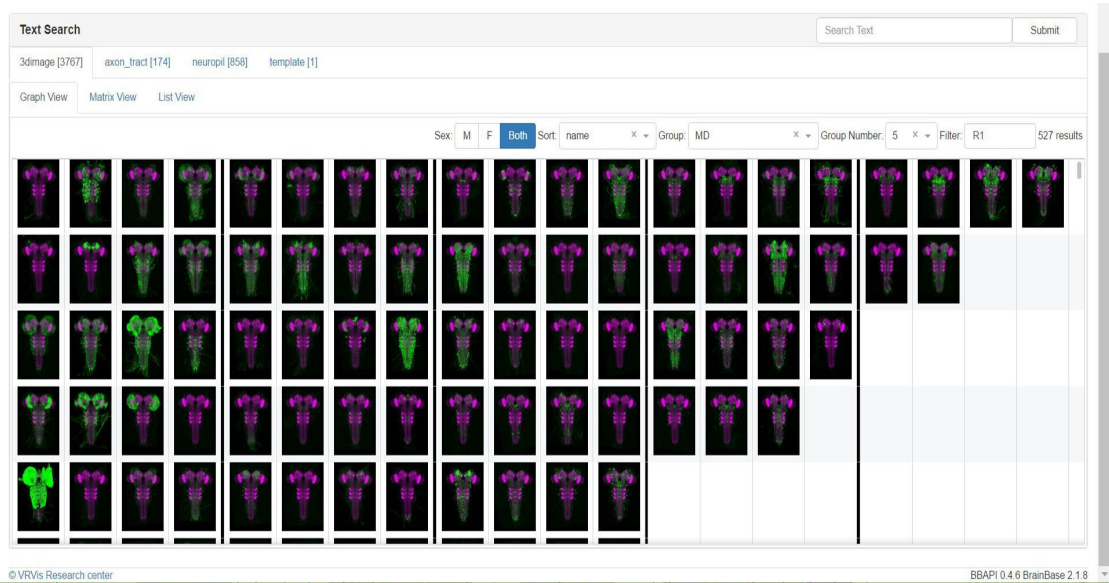 Text Search
Search Text
Submit
3dimage [3767] axon_tract [174] neuropil [858] template [1]
Graph View Matrix View List View
Sex: M F Both Sort: name x Group: MD x Group Number: 5 x Filter: R1 527 results
© VRVis Research center
BBAPI 0.4.6 BrainBase 2.1.8